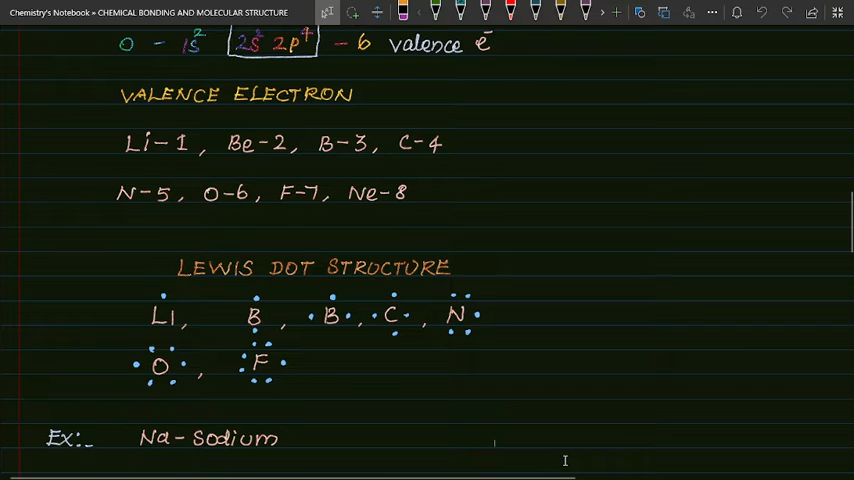 Chemistry's Notebook » CHEMICAL BONDING AND MOLECULAR STRUCTURE
O - 1s² 2s² 2p⁴ - 6 valence ē
VALENCE ELECTRON
Li-1, Be-2, B-3, C-4
N-5, O-6, F-7, Ne-8
LEWIS DOT STRUCTURE
Li, B, B, C, N
O, F
Ex:- Na - Sodium